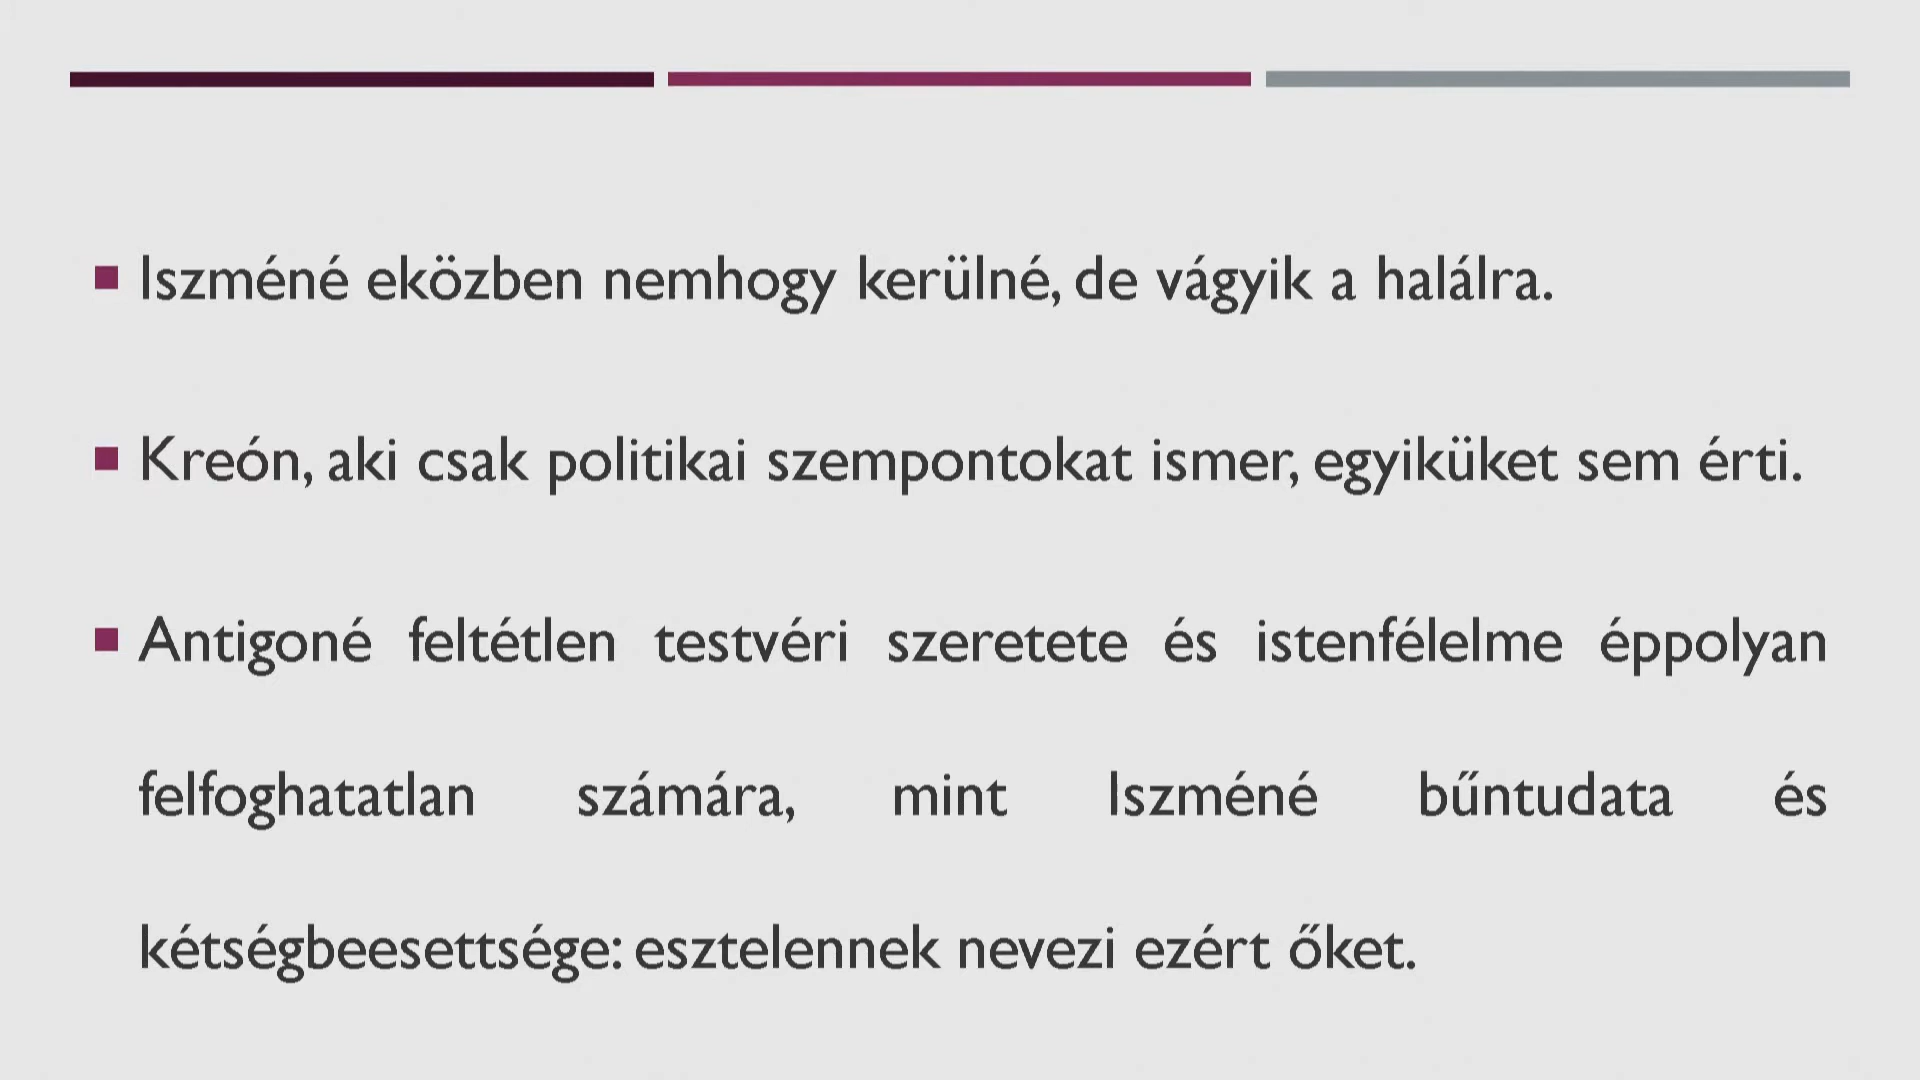 Iszméné eközben nemhogy kerülné, de vágyik a halálra.
Kreón, aki csak politikai szempontokat ismer, egyiküket sem érti.
Antigoné feltétlen testvéri szeretete és istenfélelme éppolyan
felfoghatatlan számára, mint Iszméné bűntudata és
kétségbeesettsége: esztelennek nevezi ezért őket.